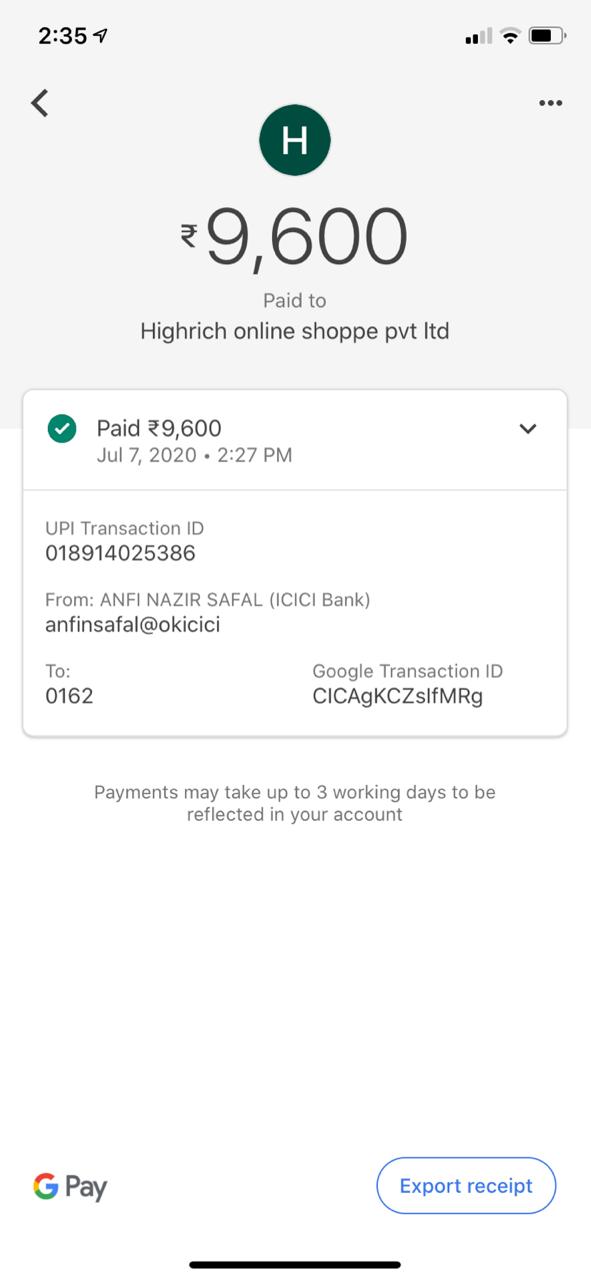 2:35
H
₹9,600
Paid to
Highrich online shoppe pvt ltd
Paid ₹9,600
Jul 7, 2020 • 2:27 PM
UPI Transaction ID
018914025386
From: ANFI NAZIR SAFAL (ICICI Bank)
anfinsafal@okicici
To:
0162
Google Transaction ID
CICAgKCZslfMRg
Payments may take up to 3 working days to be
reflected in your account
G Pay
Export receipt